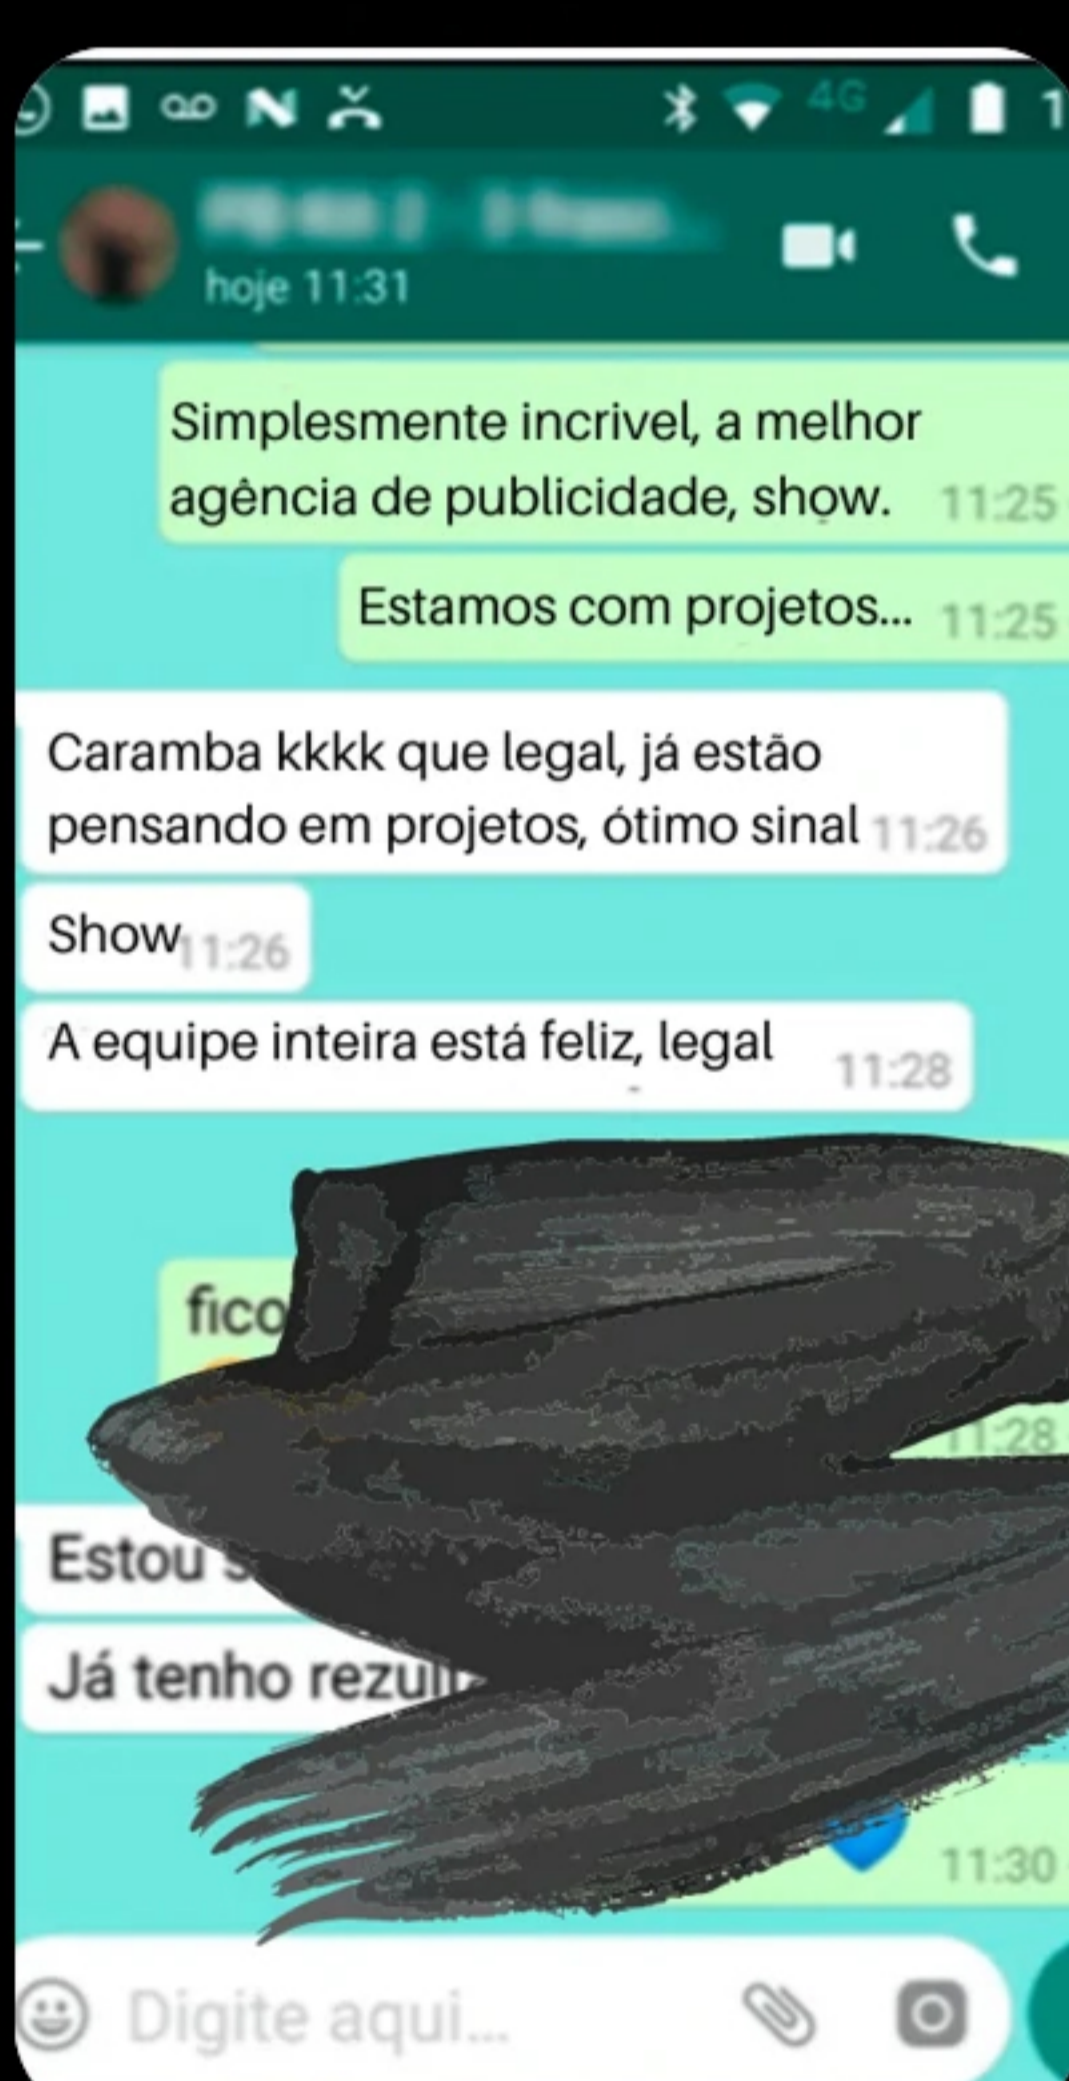 4G
1
hoje 11:31
Simplesmente incrivel, a melhor
agência de publicidade, show. 11:25
Estamos com projetos... 11:25
Caramba kkkk que legal, já estão
pensando em projetos, ótimo sinal 11:26
Show 11:26
A equipe inteira está feliz, legal 11:28
fico
11:28
Estou
Já tenho
11:30
Digite aqui...